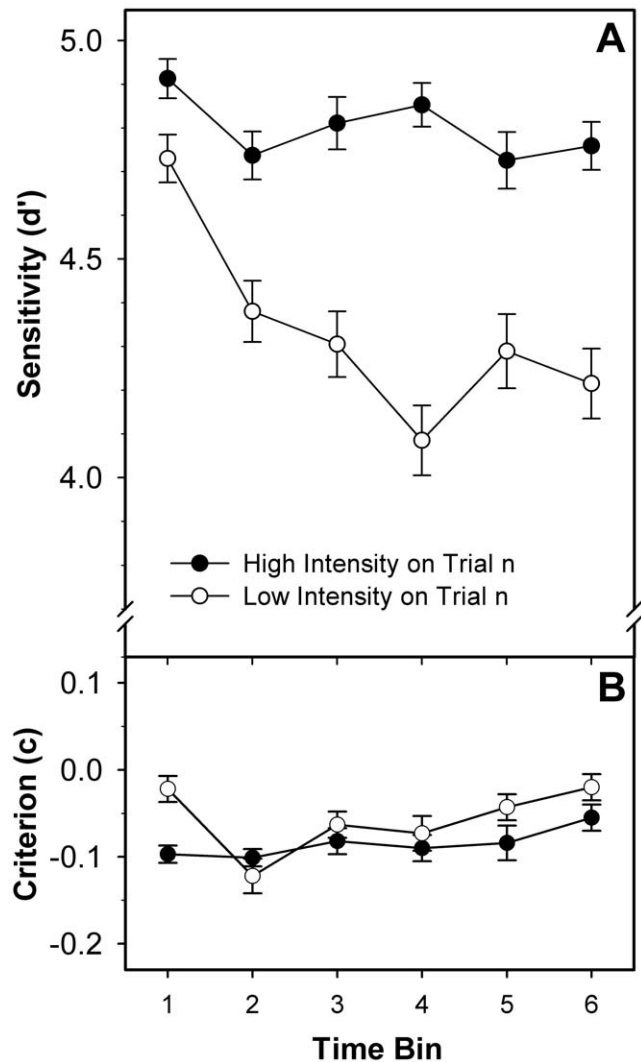 A
5.0
4.5
4.0
Sensitivity (d')
High Intensity on Trial n
Low Intensity on Trial n
B
0.1
0.0
-0.1
-0.2
Criterion (c)
1 2 3 4 5 6
Time Bin